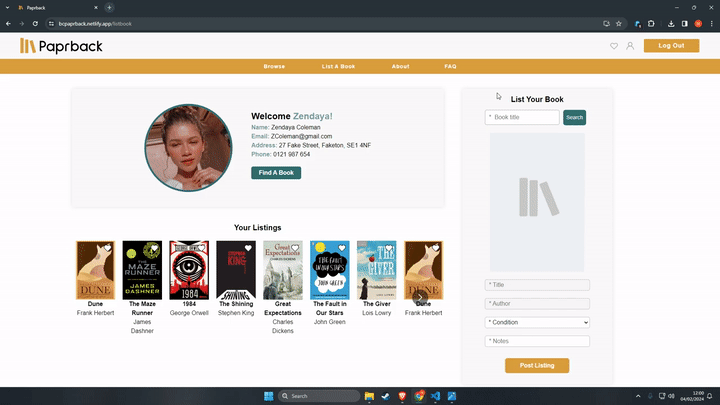 Paprback
bcpaprback.netlify.app/listbook
Paprback
Log Out
Browse
List A Book
About
FAQ
Welcome Zendaya!
Name: Zendaya Coleman
Email: ZColeman@gmail.com
Address: 27 Fake Street, Faketon, SE1 4NF
Phone: 0121 987 654
Find A Book
List Your Book
* Book title
Search
* Title
* Author
* Condition
* Notes
Post Listing
Your Listings
DUNE
THE
MAZE
RUNNER
JAMES
DASHNER
1984
STEPHEN
KING
THE
SHINING
Great
Expectations
THE FAULT
IN OUR
STARS
JOHN GREEN
THE
GIVER
DUNE
Dune
Frank Herbert
The Maze
Runner
James
Dashner
1984
George Orwell
The Shining
Stephen King
Great
Expectations
Charles
Dickens
The Fault in
Our Stars
John Green
The Giver
Lois Lowry
Dune
Frank Herbert
Search
12:00
04/02/2024